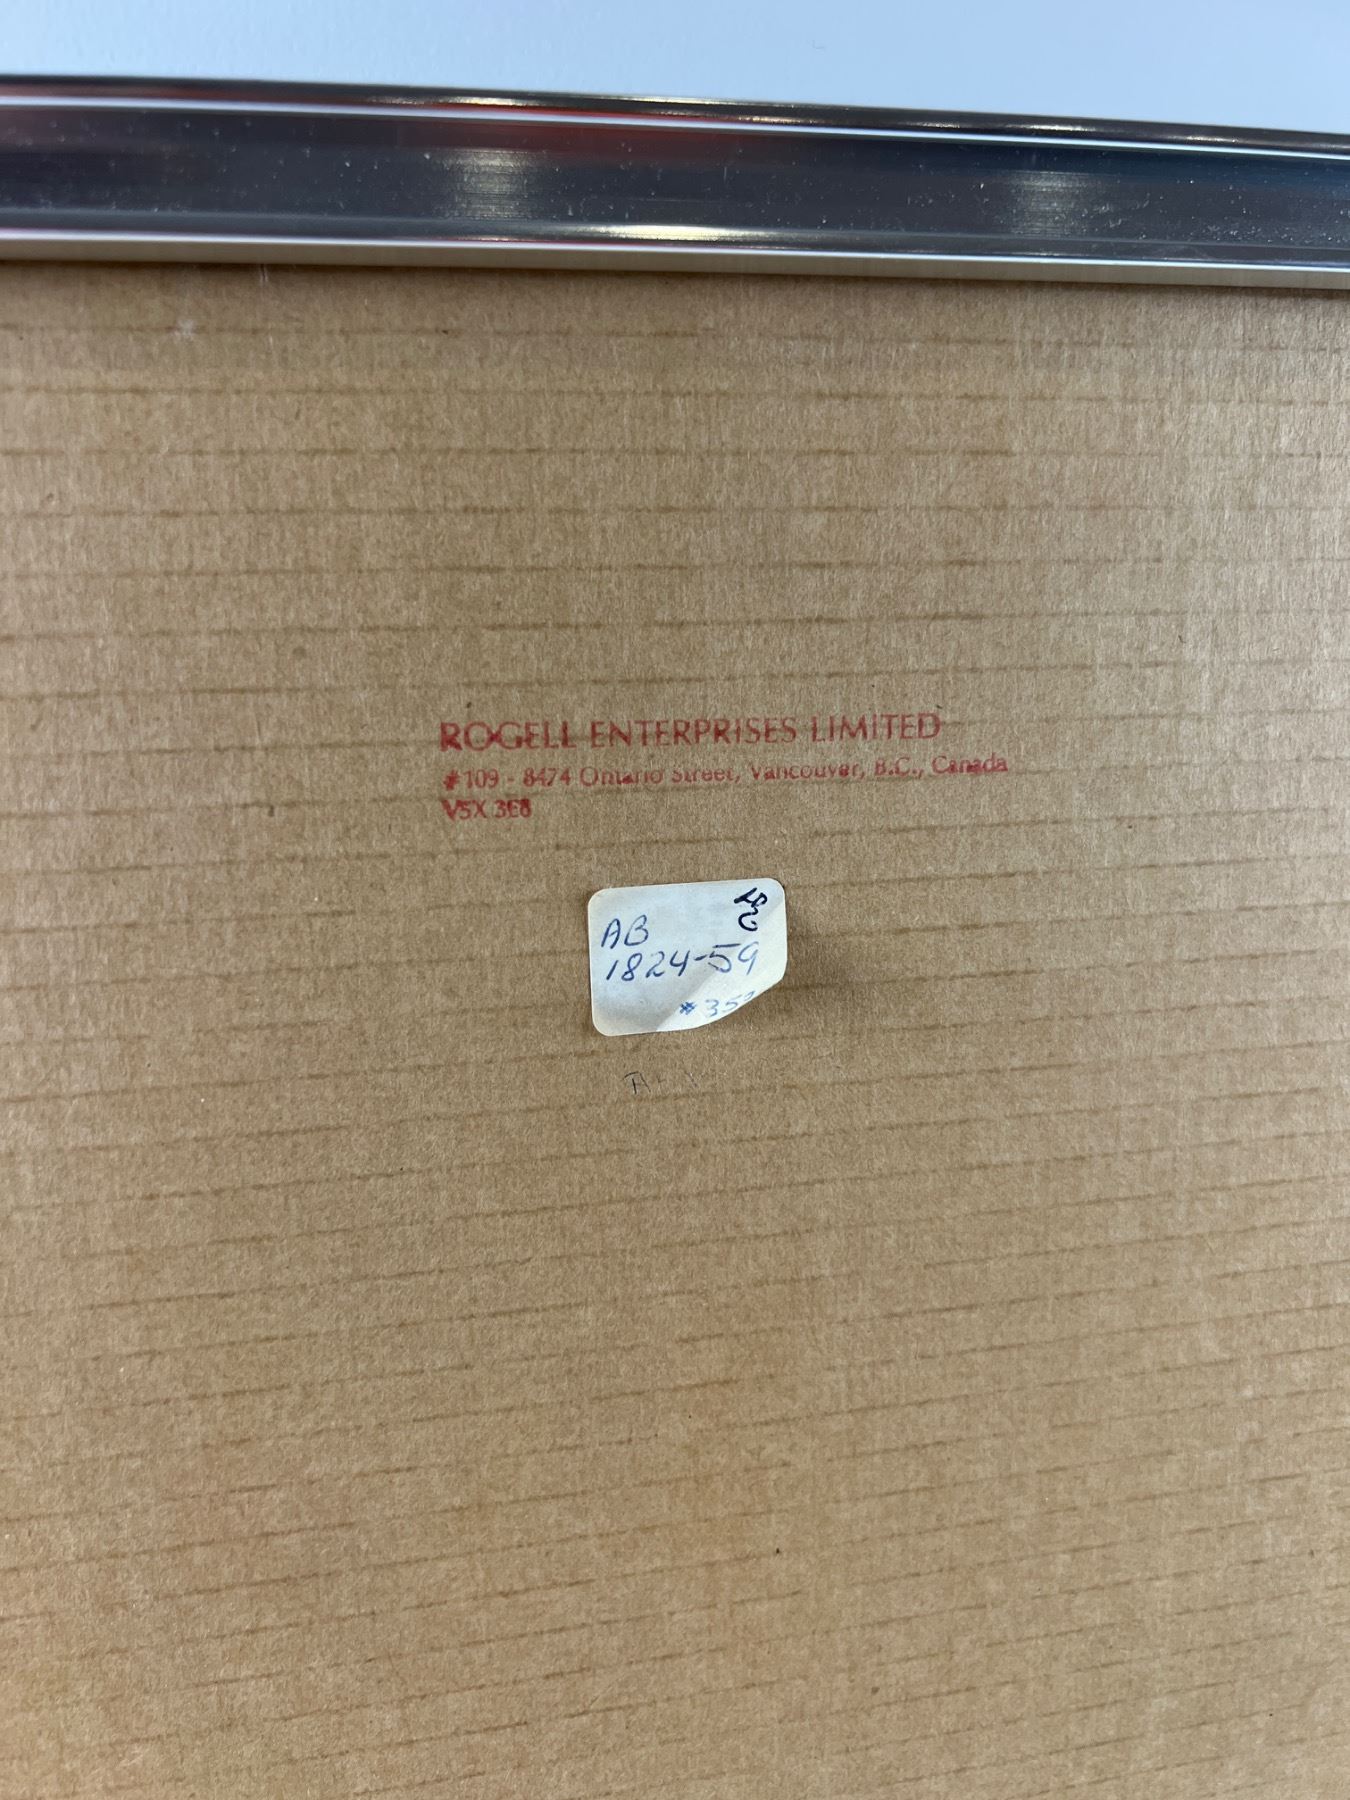 ROGELL ENTERPRISES LIMITED
#109 - 8474 Ontario Street, Vancouver, B.C., Canada
V5X 3E8
AB
1824-59